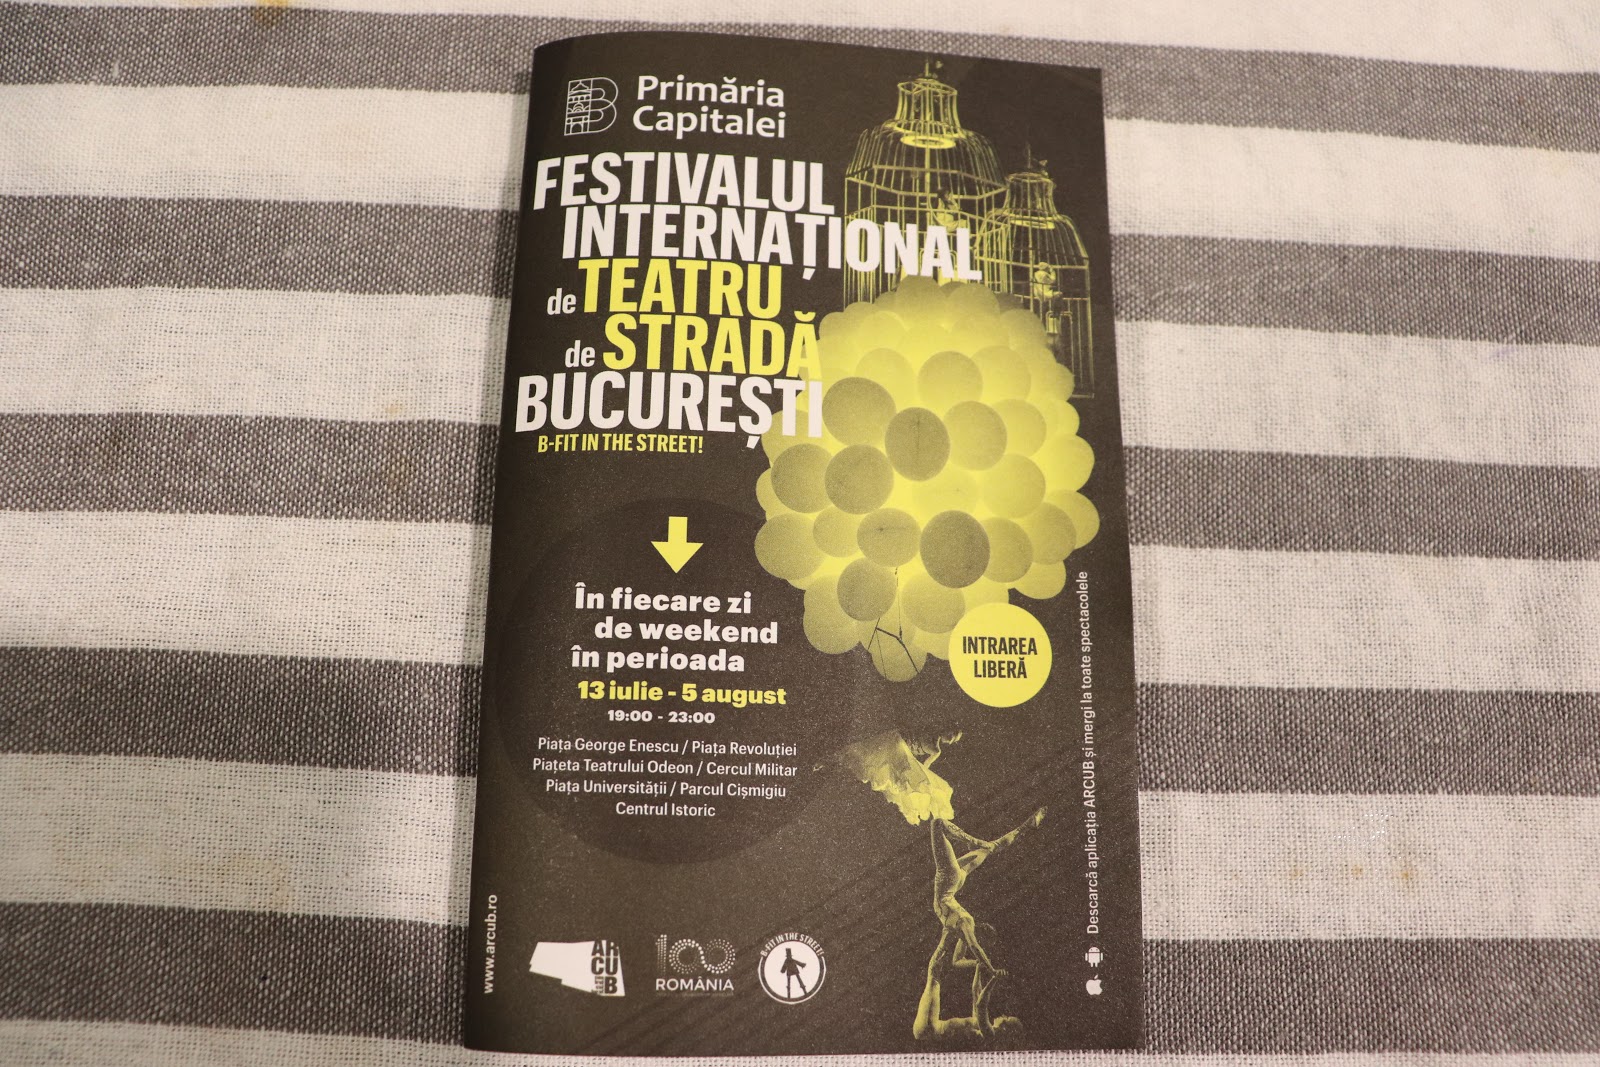 Primăria
Capitalei
FESTIVALUL
INTERNAȚIONAL
de TEATRU
de STRADĂ
BUCUREȘTI
B-FIT IN THE STREET!
În fiecare zi
de weekend
în perioada
13 iulie - 5 august
19:00 - 23:00
Piața George Enescu / Piața Revoluției
Piațeta Teatrului Odeon / Cercul Militar
Piața Universității / Parcul Cișmigiu
Centrul Istoric
INTRAREA
LIBERĂ
Descarcă aplicația ARCUB și mergi la toate spectacolele
www.arcub.ro
AR
CU
B
100
ROMÂNIA
B-FIT IN THE STREET!